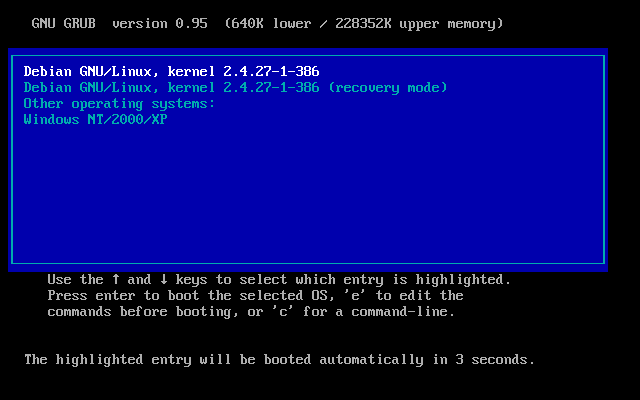 GNU GRUB  version 0.95  (640K lower / 228352K upper memory)
Debian GNU/Linux, kernel 2.4.27-1-386
Debian GNU/Linux, kernel 2.4.27-1-386 (recovery mode)
Other operating systems:
Windows NT/2000/XP
Use the ↑ and ↓ keys to select which entry is highlighted.
Press enter to boot the selected OS, 'e' to edit the
commands before booting, or 'c' for a command-line.
The highlighted entry will be booted automatically in 3 seconds.